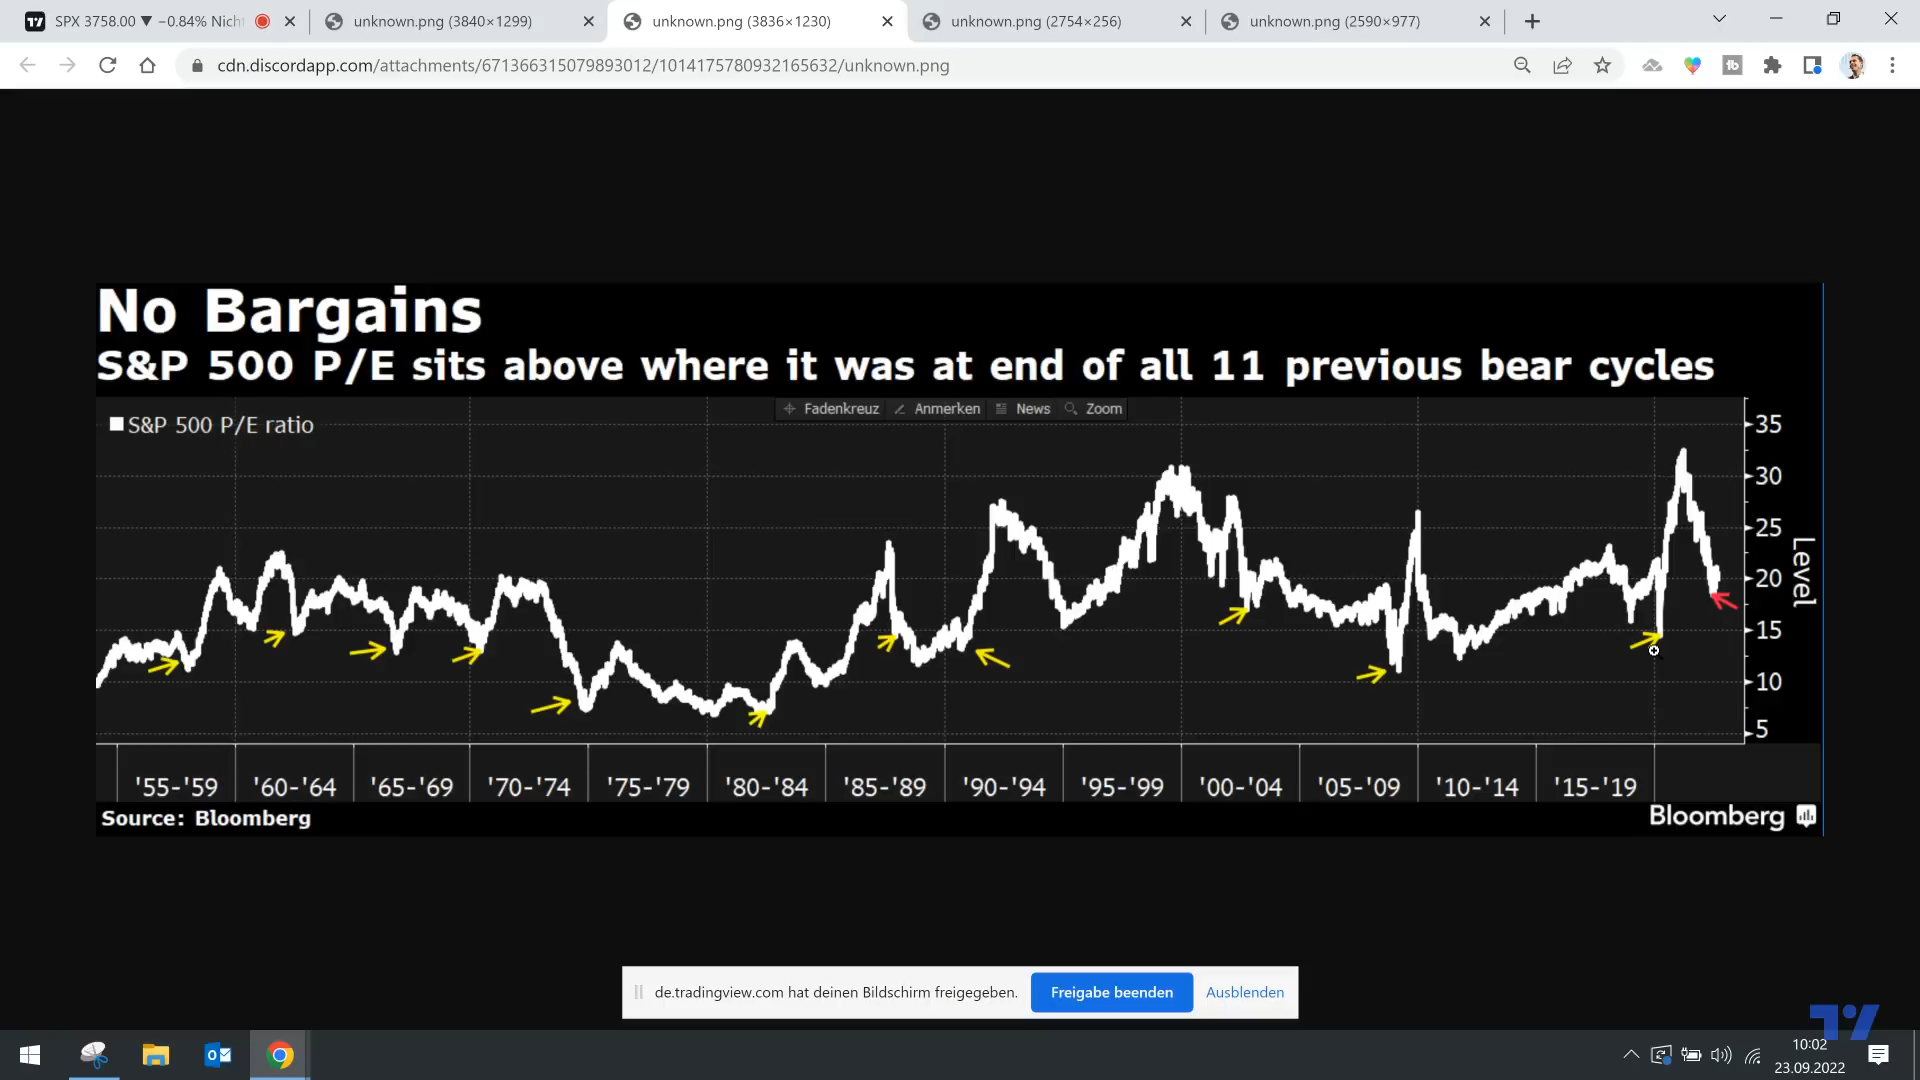 SPX 3758.00 ▼ −0.84% Nich
unknown.png (3840×1299)
unknown.png (3836×1230)
unknown.png (2754×256)
unknown.png (2590×977)
cdn.discordapp.com/attachments/671366315079893012/1014175780932165632/unknown.png
No Bargains
S&P 500 P/E sits above where it was at end of all 11 previous bear cycles
Fadenkreuz Anmerken News Zoom
S&P 500 P/E ratio
35
30
25
20
15
10
5
Level
'55-'59 '60-'64 '65-'69 '70-'74 '75-'79 '80-'84 '85-'89 '90-'94 '95-'99 '00-'04 '05-'09 '10-'14 '15-'19
Source: Bloomberg
Bloomberg
de.tradingview.com hat deinen Bildschirm freigegeben. Freigabe beenden Ausblenden
10:02
23.09.2022